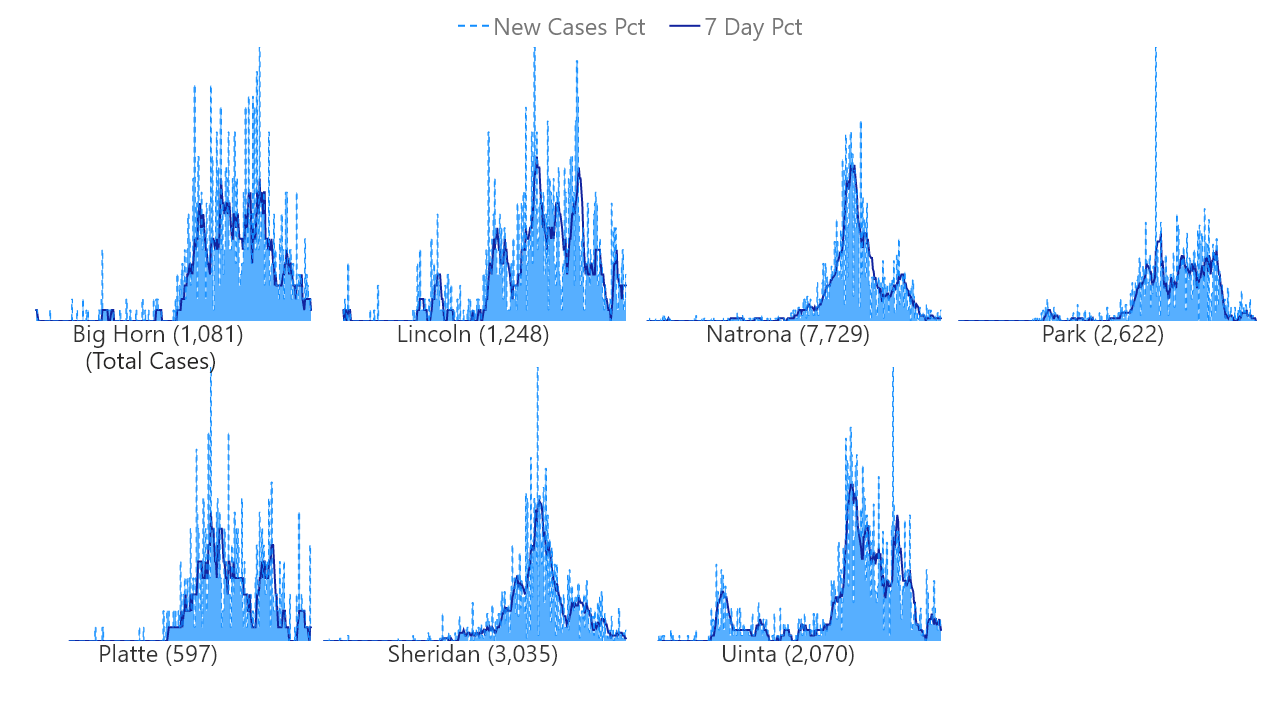 New Cases Pct 7 Day Pct
Big Horn (1,081) Lincoln (1,248) Natrona (7,729) Park (2,622)
(Total Cases)
Platte (597) Sheridan (3,035) Uinta (2,070)